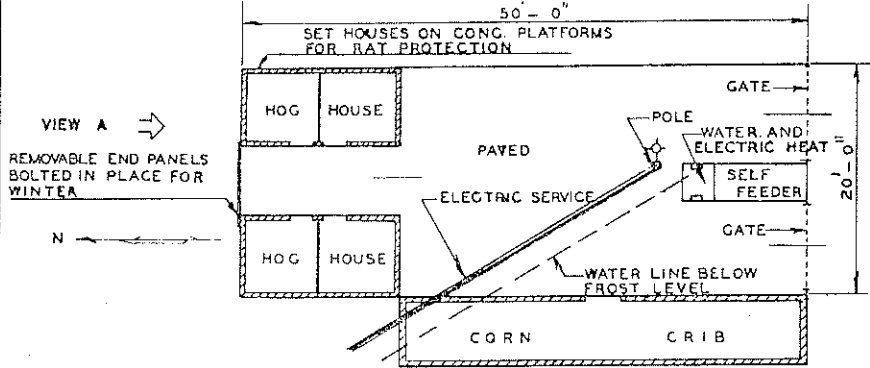 50'-0"
SET HOUSES ON CONC. PLATFORMS
FOR RAT PROTECTION
GATE
HOG HOUSE
POLE
VIEW A
WATER AND
ELECTRIC HEAT
REMOVABLE END PANELS
BOLTED IN PLACE FOR
WINTER
PAVED
SELF
FEEDER
20'-0"
ELECTRIC SERVICE
N
GATE
HOG HOUSE
WATER LINE BELOW
FROST LEVEL
CORN CRIB